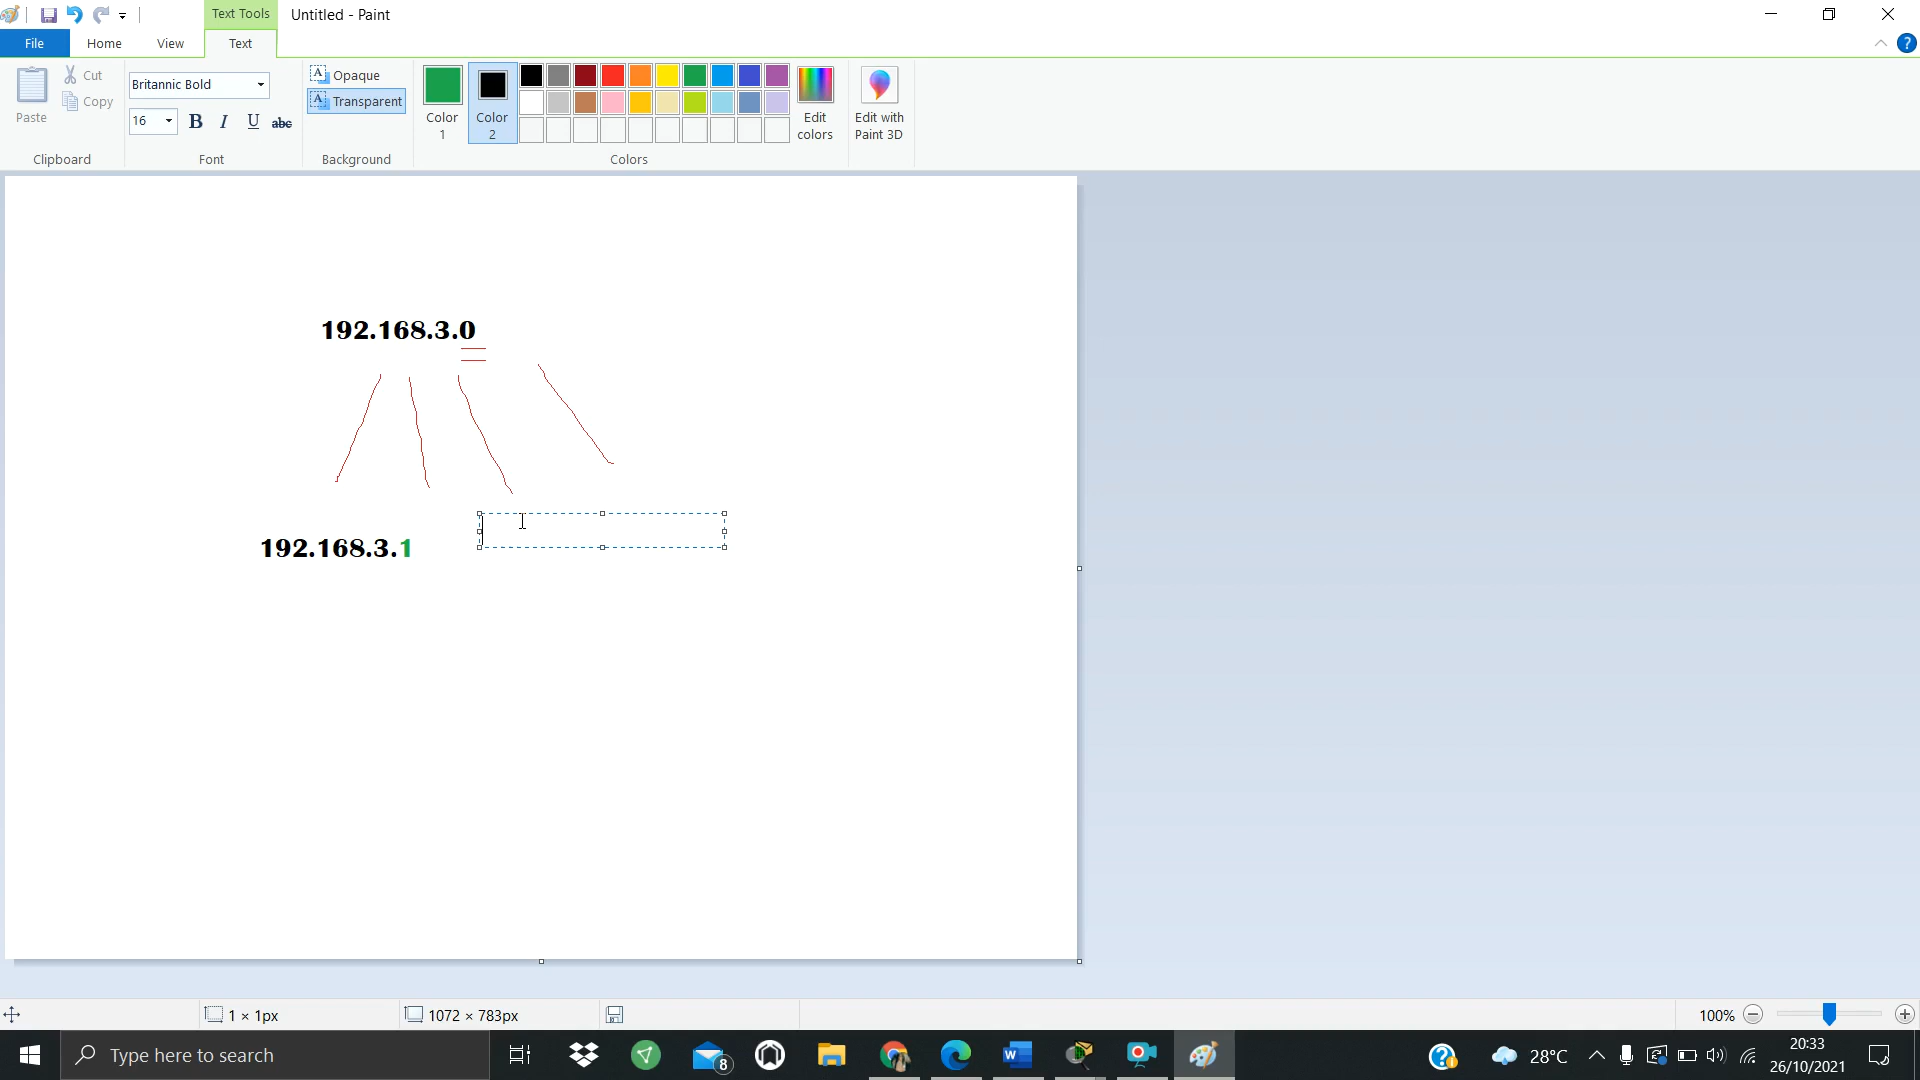 Text Tools
Untitled - Paint
File
Home
View
Text
Paste
Cut
Copy
Clipboard
Britannic Bold
16
B
I
U
abc
Font
A Opaque
A Transparent
Background
Color
1
Color
2
Colors
Edit
colors
Edit with
Paint 3D
?
192.168.3.0
192.168.3.1
1 × 1px
1072 × 783px
100%
Type here to search
8
W
?
28°C
20:33
26/10/2021